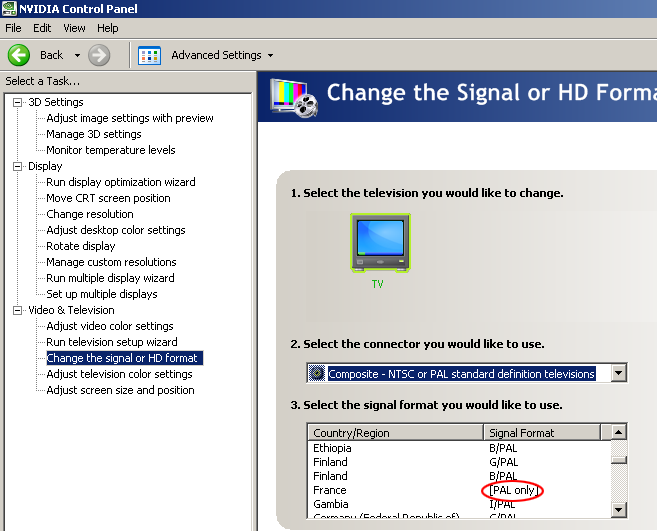 NVIDIA Control Panel
File Edit View Help
Back Advanced Settings
Select a Task...
3D Settings
Adjust image settings with preview
Manage 3D settings
Monitor temperature levels
Display
Run display optimization wizard
Move CRT screen position
Change resolution
Adjust desktop color settings
Rotate display
Manage custom resolutions
Run multiple display wizard
Set up multiple displays
Video & Television
Adjust video color settings
Run television setup wizard
Change the signal or HD format
Adjust television color settings
Adjust screen size and position
Change the Signal or HD Forma
1. Select the television you would like to change.
TV
2. Select the connector you would like to use.
Composite - NTSC or PAL standard definition televisions
3. Select the signal format you would like to use.
Country/Region Signal Format
Ethiopia B/PAL
Finland G/PAL
Finland B/PAL
France [PAL only]
Gambia I/PAL
Germany (Federal Republic of) G/PAL